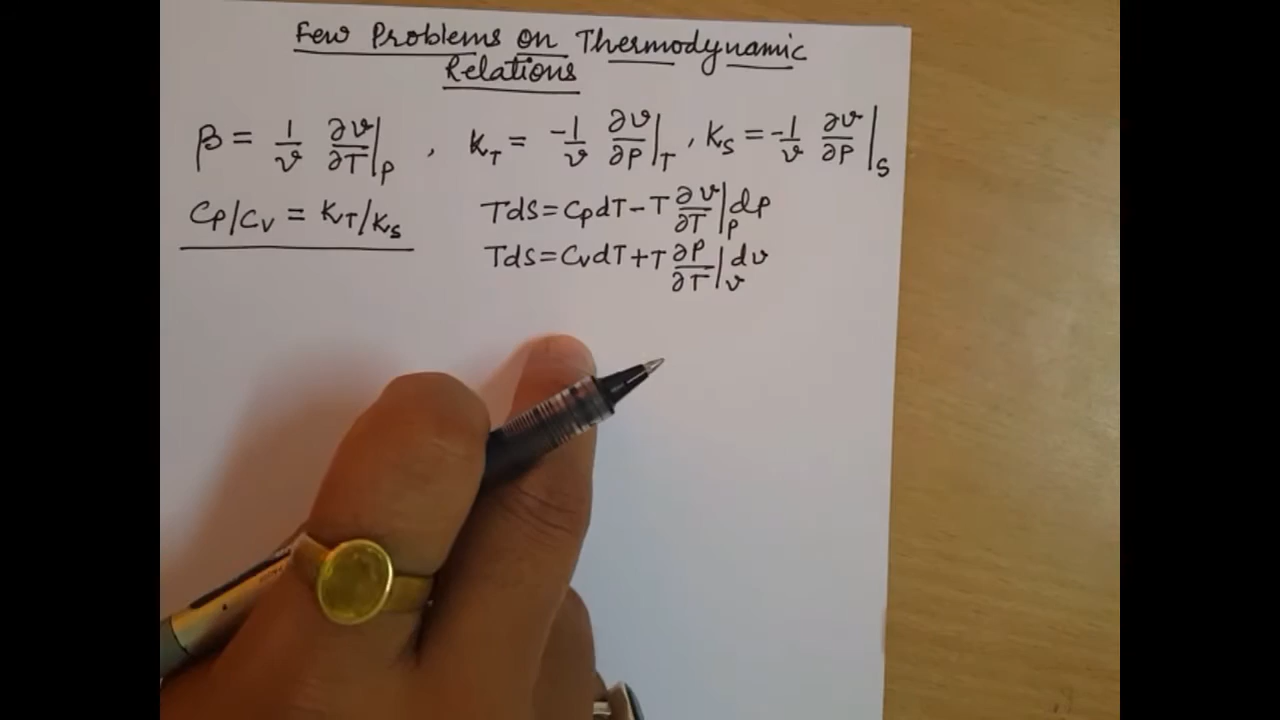 Few Problems on Thermodynamic
Relations
β = 1/v ∂v/∂T|P , KT = -1/v ∂v/∂P|T , KS = -1/v ∂v/∂P|S
CP/CV = KT/KS
TdS = CPdT - T ∂v/∂T|P dP
TdS = CVdT + T ∂P/∂T|v dv